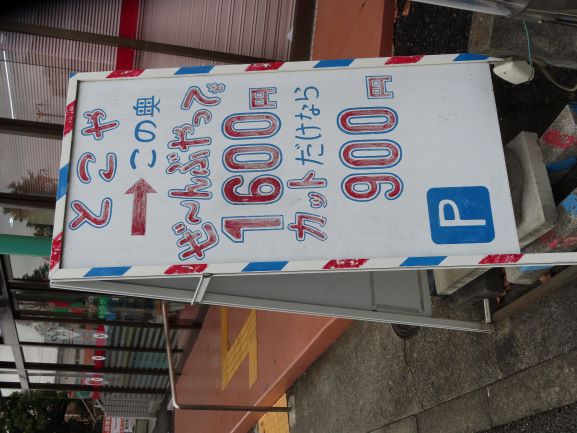 とこや
→この奥
ぜ〜んぶやっても
1600円
カットだけなら
900円
P